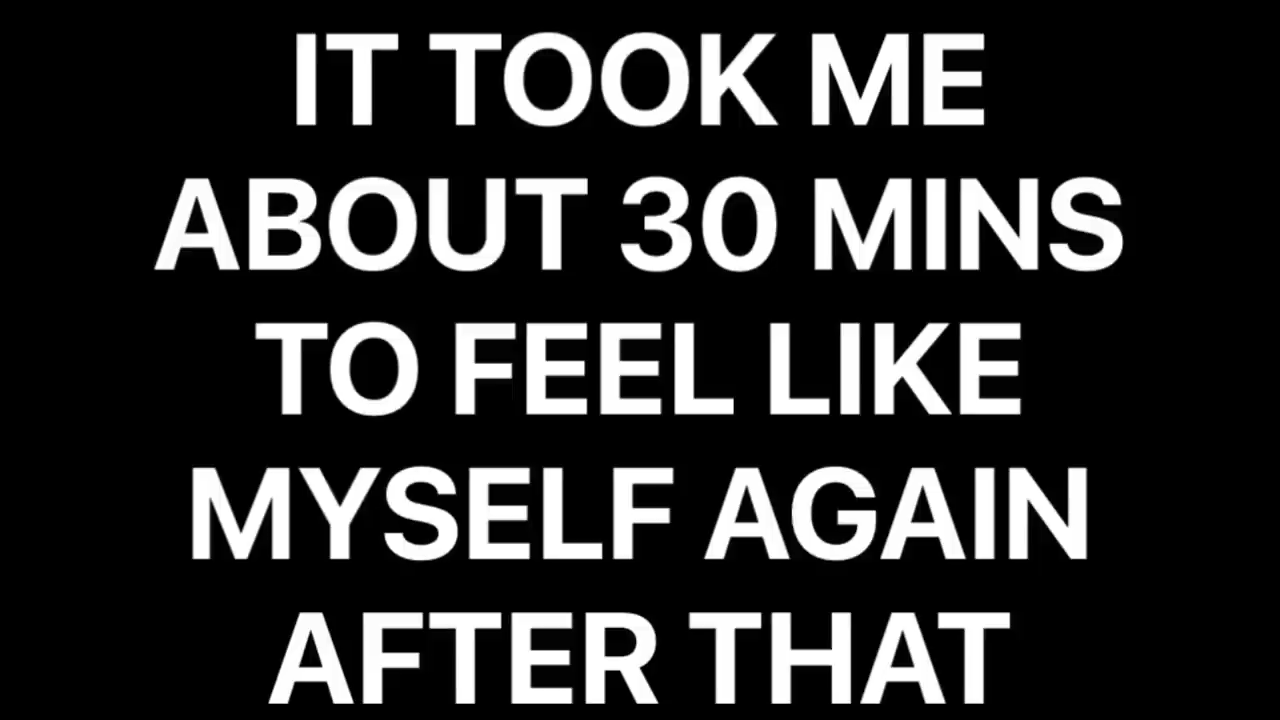 IT TOOK ME
ABOUT 30 MINS
TO FEEL LIKE
MYSELF AGAIN
AFTER THAT